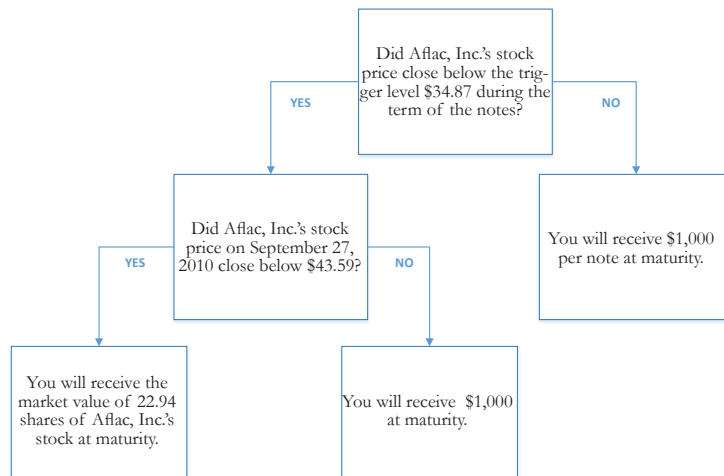 Did Aflac, Inc.'s stock
price close below the trig-
ger level $34.87 during the
term of the notes?
YES
NO
Did Aflac, Inc.'s stock
price on September 27,
2010 close below $43.59?
You will receive $1,000
per note at maturity.
YES
NO
You will receive the
market value of 22.94
shares of Aflac, Inc.'s
stock at maturity.
You will receive $1,000
at maturity.